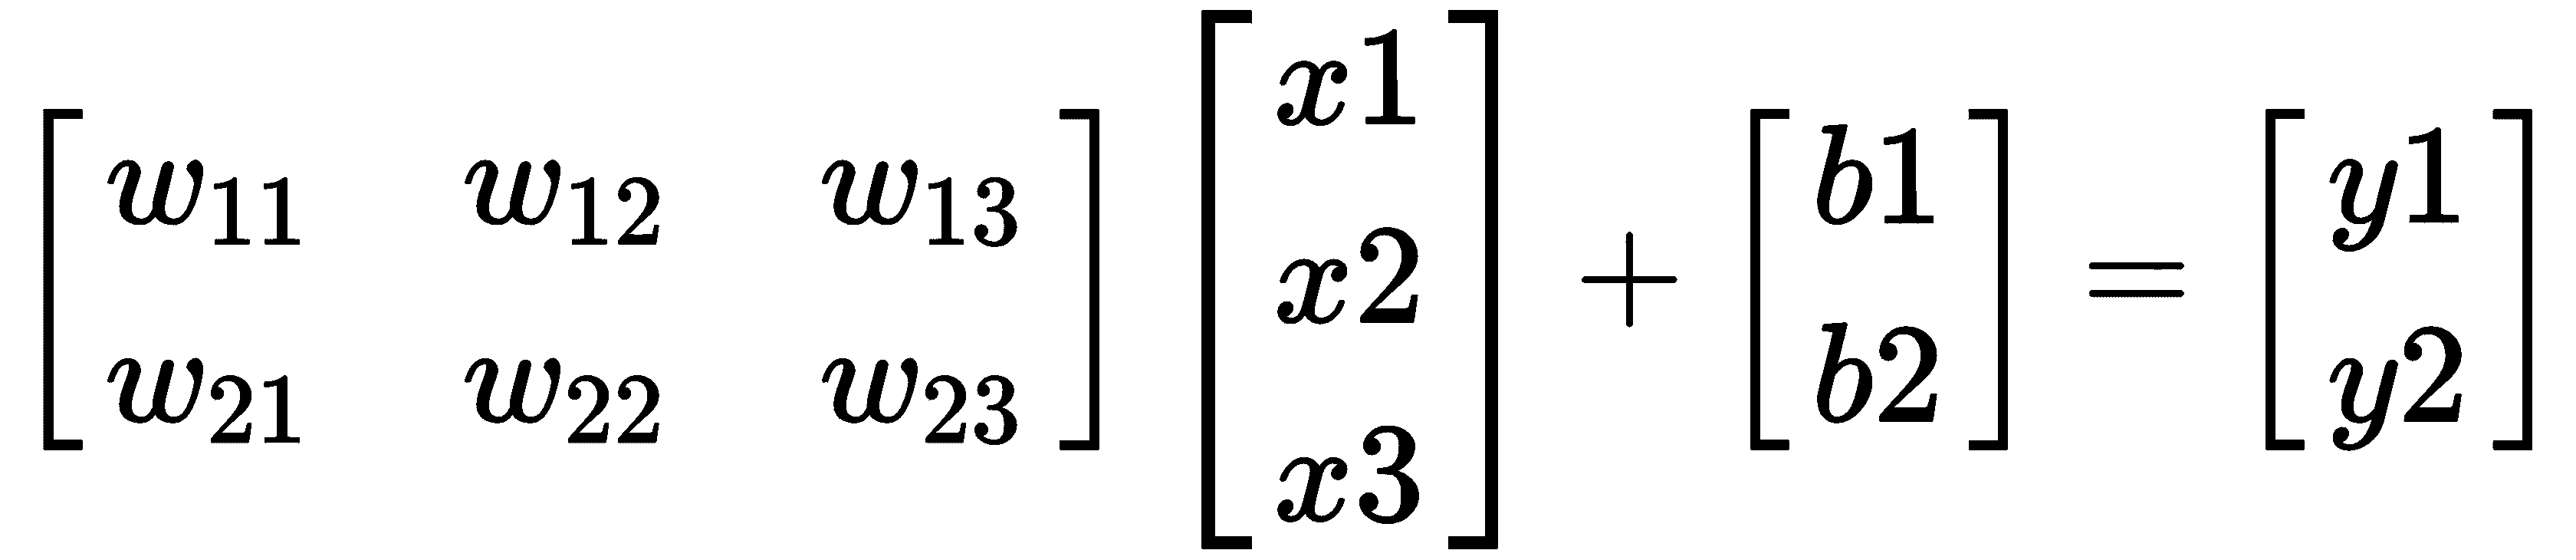 \begin{bmatrix} w_{11} & w_{12} & w_{13} \\ w_{21} & w_{22} & w_{23} \end{bmatrix} \begin{bmatrix} x1 \\ x2 \\ x3 \end{bmatrix} + \begin{bmatrix} b1 \\ b2 \end{bmatrix} = \begin{bmatrix} y1 \\ y2 \end{bmatrix}